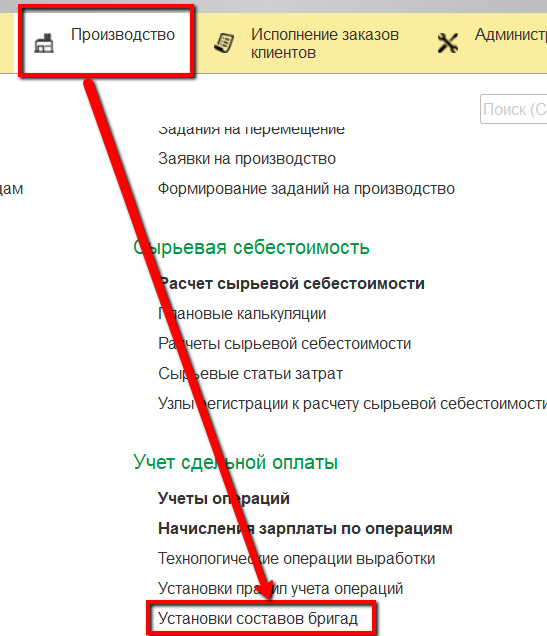 Производство
Исполнение заказов
клиентов
Админист
Поиск (С
Задания на перемещение
Заявки на производство
дам
Формирование заданий на производство
Сырьевая себестоимость
Расчет сырьевой себестоимости
Плановые калькуляции
Расчеты сырьевой себестоимости
Сырьевые статьи затрат
Узлы регистрации к расчету сырьевой себестоимости
Учет сдельной оплаты
Учеты операций
Начисления зарплаты по операциям
Технологические операции выработки
Установки правил учета операций
Установки составов бригад